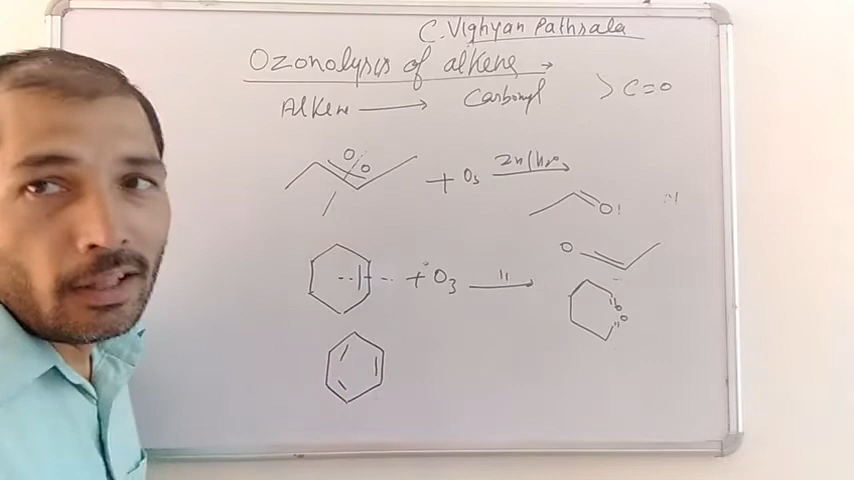 C. Vighyan Pathsala
Ozonolysis of alkene →
Alkene → Carbonyl >C=O
O O
+ O3 Zn/H2O →
O
O
+ O3 " →
O
O